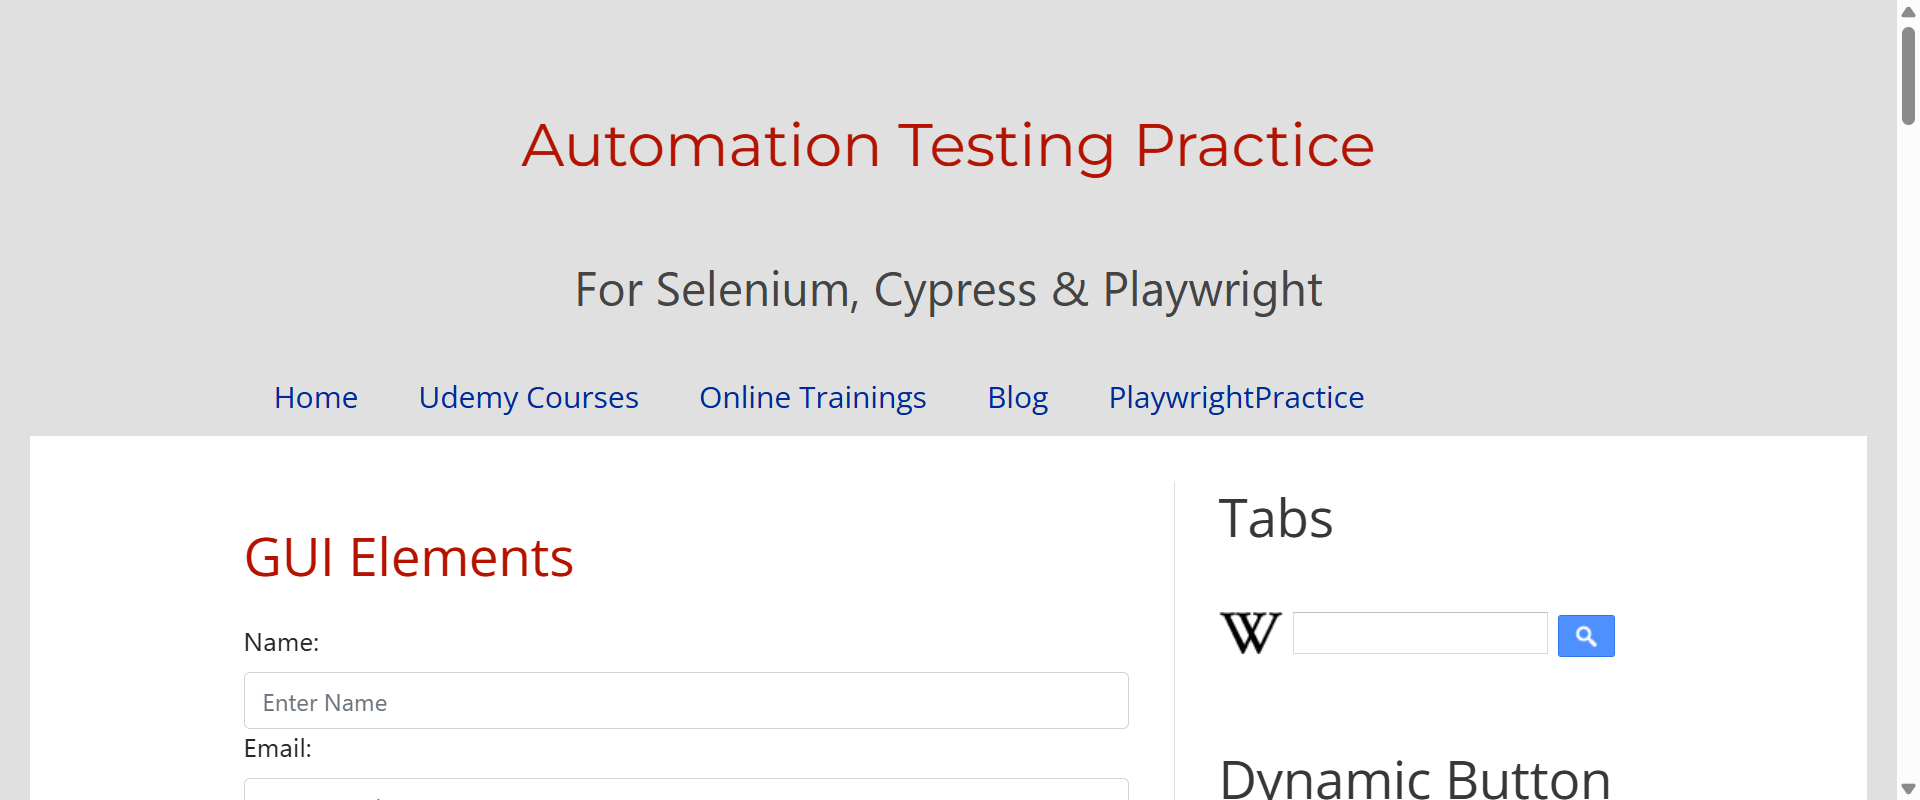 Automation Testing Practice
For Selenium, Cypress & Playwright
Home Udemy Courses Online Trainings Blog PlaywrightPractice
GUI Elements
Name:
Enter Name
Email:
Tabs
W
Dynamic Button